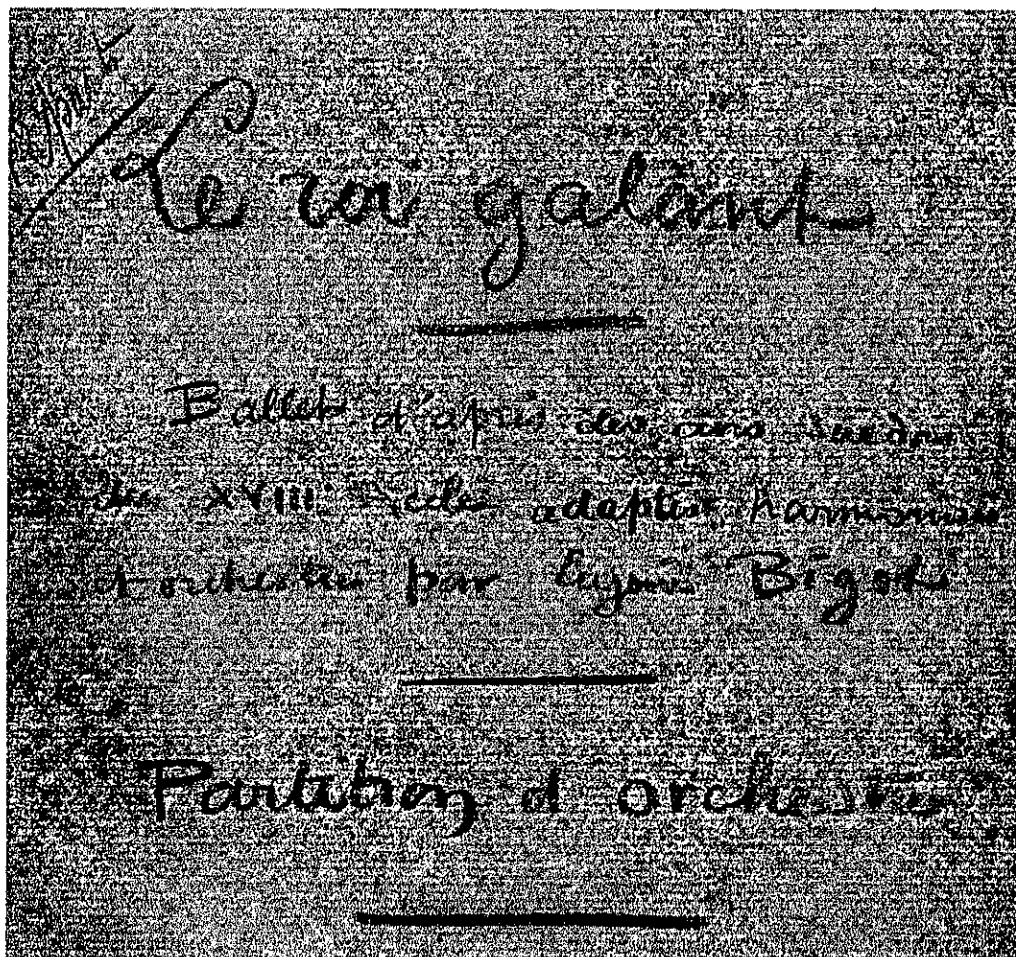 Le roi galant
Ballet d'après des airs suédois
du XVIII siècle adaptés, harmonisés
et orchestrés par Eugène Bigot
Partition d'orchestre